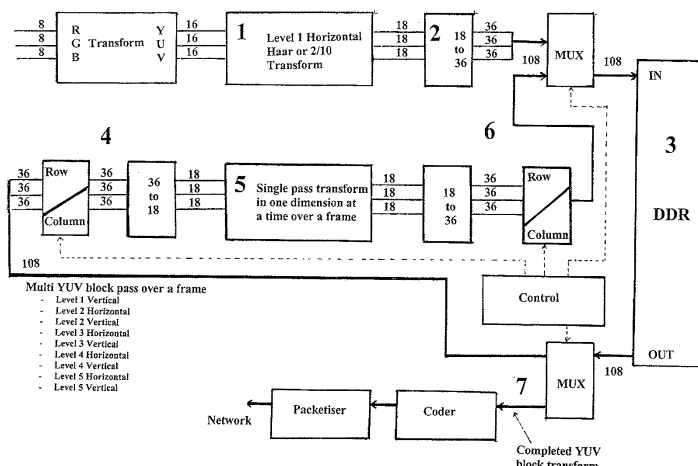 8 R Y 16
8 G Transform U 16
8 B V 16
1 Level 1 Horizontal
Haar or 2/10
Transform
18
18
18
2 18
to
36
36
36
36
108
MUX
108
IN
3
DDR
OUT
4
36
36
36
Row
Column
36
36
36
36
to
18
18
18
18
5 Single pass transform
in one dimension at
a time over a frame
18
18
18
18
to
36
6
36
36
36
Row
Column
108
Multi YUV block pass over a frame
- Level 1 Vertical
- Level 2 Horizontal
- Level 2 Vertical
- Level 3 Horizontal
- Level 3 Vertical
- Level 4 Horizontal
- Level 4 Vertical
- Level 5 Horizontal
- Level 5 Vertical
Control
MUX
108
7
Network
Packetiser
Coder
Completed YUV
block transform